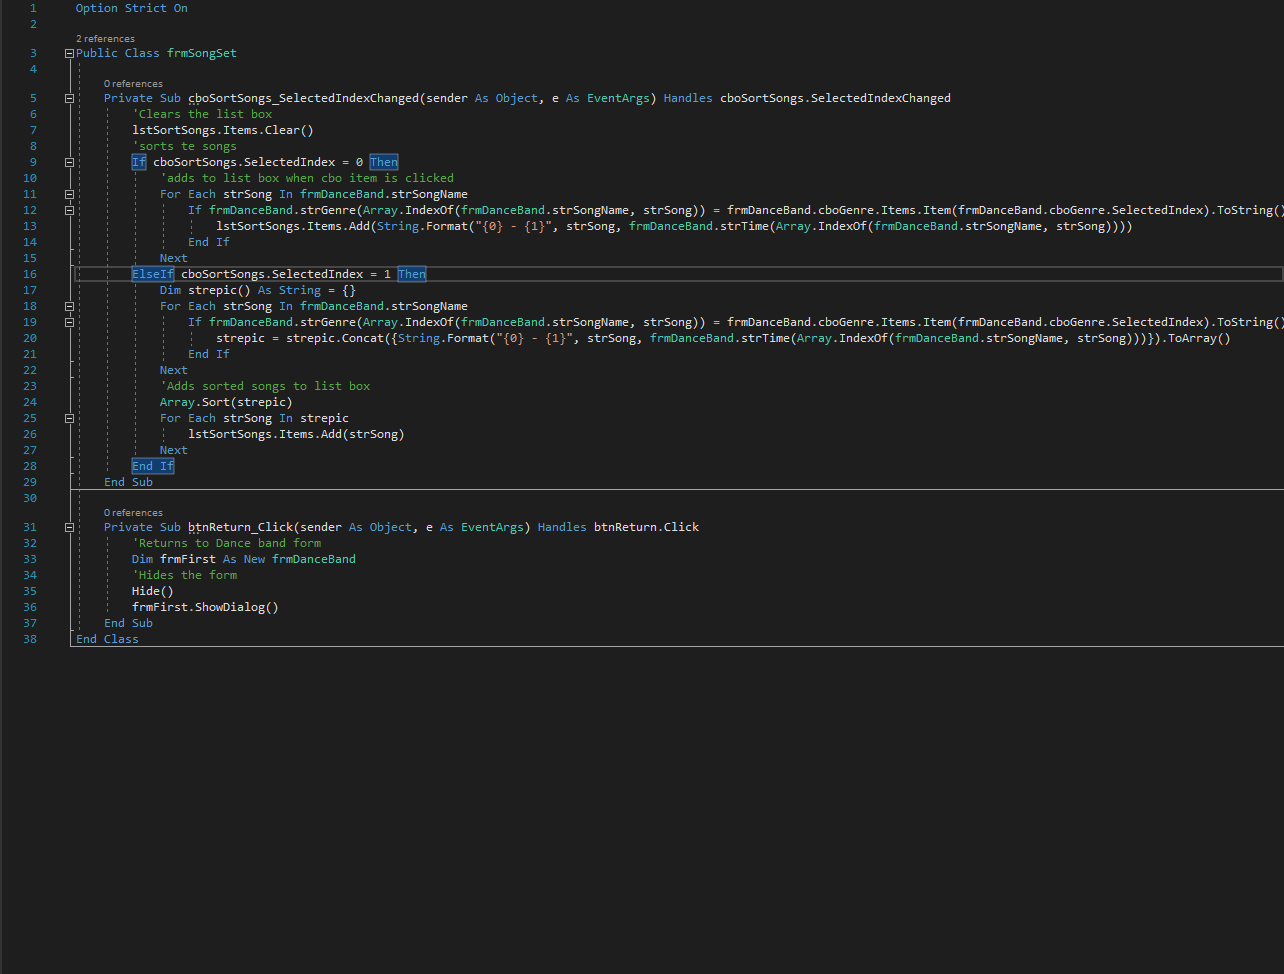 1 Option Strict On
2
2 references
3 Public Class frmSongSet
4
0 references
5 Private Sub cboSortSongs_SelectedIndexChanged(sender As Object, e As EventArgs) Handles cboSortSongs.SelectedIndexChanged
6 'Clears the list box
7 lstSortSongs.Items.Clear()
8 'sorts te songs
9 If cboSortSongs.SelectedIndex = 0 Then
10 'adds to list box when cbo item is clicked
11 For Each strSong In frmDanceBand.strSongName
12 If frmDanceBand.strGenre(Array.IndexOf(frmDanceBand.strSongName, strSong)) = frmDanceBand.cboGenre.Items.Item(frmDanceBand.cboGenre.SelectedIndex).ToString()
13 lstSortSongs.Items.Add(String.Format("{0} - {1}", strSong, frmDanceBand.strTime(Array.IndexOf(frmDanceBand.strSongName, strSong))))
14 End If
15 Next
16 ElseIf cboSortSongs.SelectedIndex = 1 Then
17 Dim strepic() As String = {}
18 For Each strSong In frmDanceBand.strSongName
19 If frmDanceBand.strGenre(Array.IndexOf(frmDanceBand.strSongName, strSong)) = frmDanceBand.cboGenre.Items.Item(frmDanceBand.cboGenre.SelectedIndex).ToString()
20 strepic = strepic.Concat({String.Format("{0} - {1}", strSong, frmDanceBand.strTime(Array.IndexOf(frmDanceBand.strSongName, strSong)))}).ToArray()
21 End If
22 Next
23 'Adds sorted songs to list box
24 Array.Sort(strepic)
25 For Each strSong In strepic
26 lstSortSongs.Items.Add(strSong)
27 Next
28 End If
29 End Sub
30
0 references
31 Private Sub btnReturn_Click(sender As Object, e As EventArgs) Handles btnReturn.Click
32 'Returns to Dance band form
33 Dim frmFirst As New frmDanceBand
34 'Hides the form
35 Hide()
36 frmFirst.ShowDialog()
37 End Sub
38 End Class